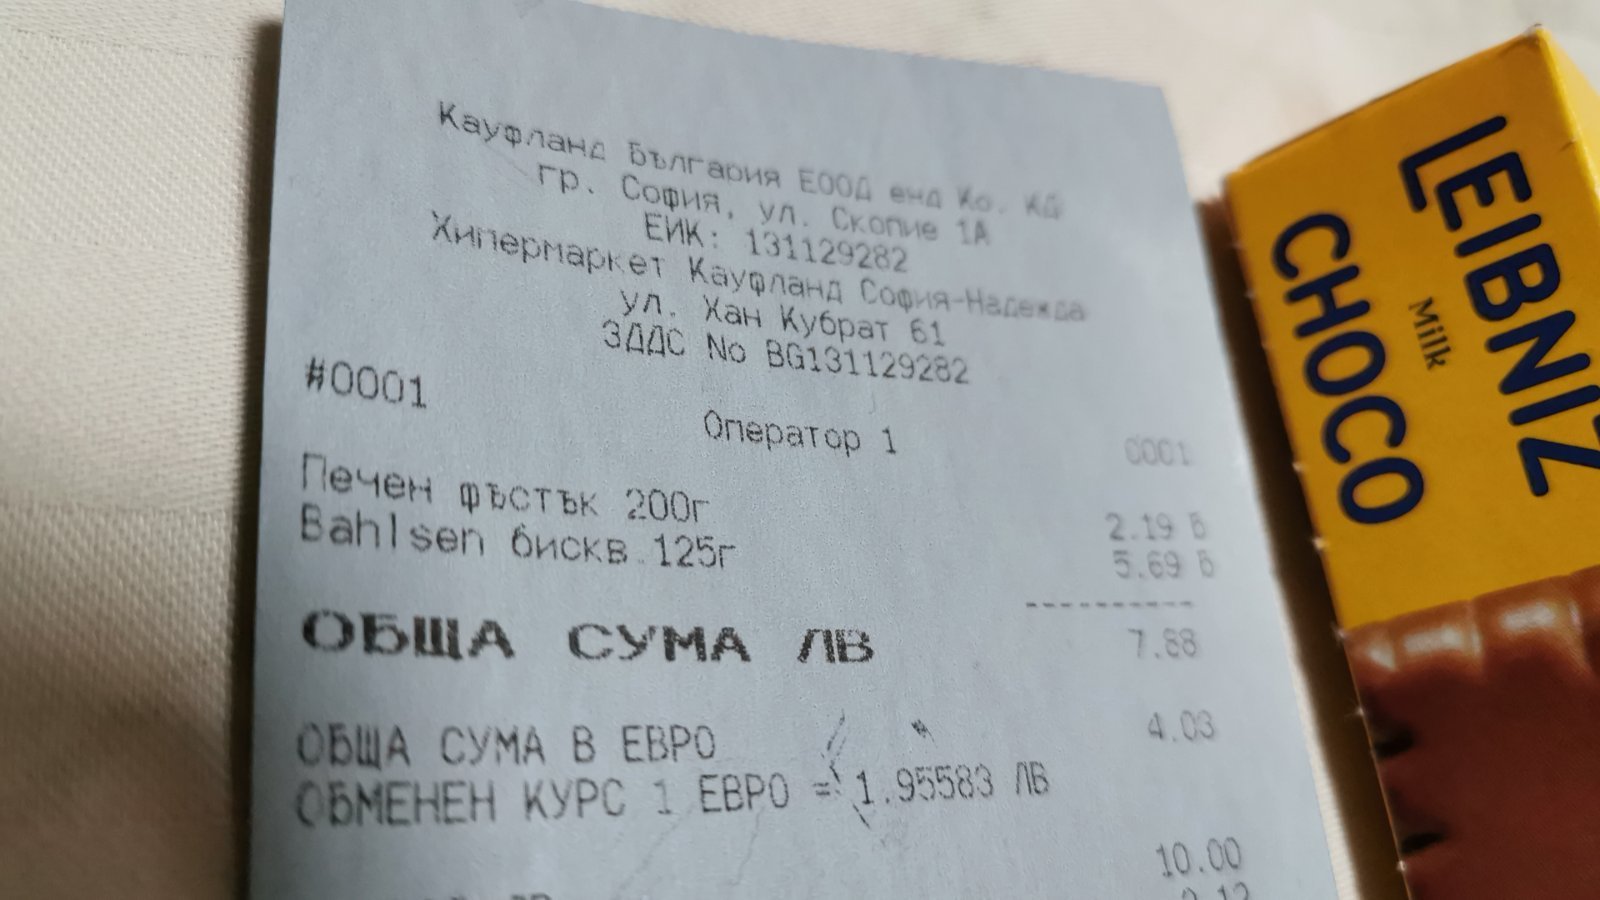 Кауфланд България ЕООД енд Ко. КД
гр. София, ул. Скопие 1А
ЕИК: 131129282
Хипермаркет Кауфланд София-Надежда
ул. Хан Кубрат 61
ЗДДС No BG131129282
#0001
Оператор 1 0001
Печен фъстък 200г 2.19 Б
Bahlsen бискв.125г 5.69 Б
ОБЩА СУМА ЛВ 7.88
ОБЩА СУМА В ЕВРО 4.03
ОБМЕНЕН КУРС 1 ЕВРО = 1.95583 ЛВ
10.00
LEIBNIZ
Milk
CHOCO